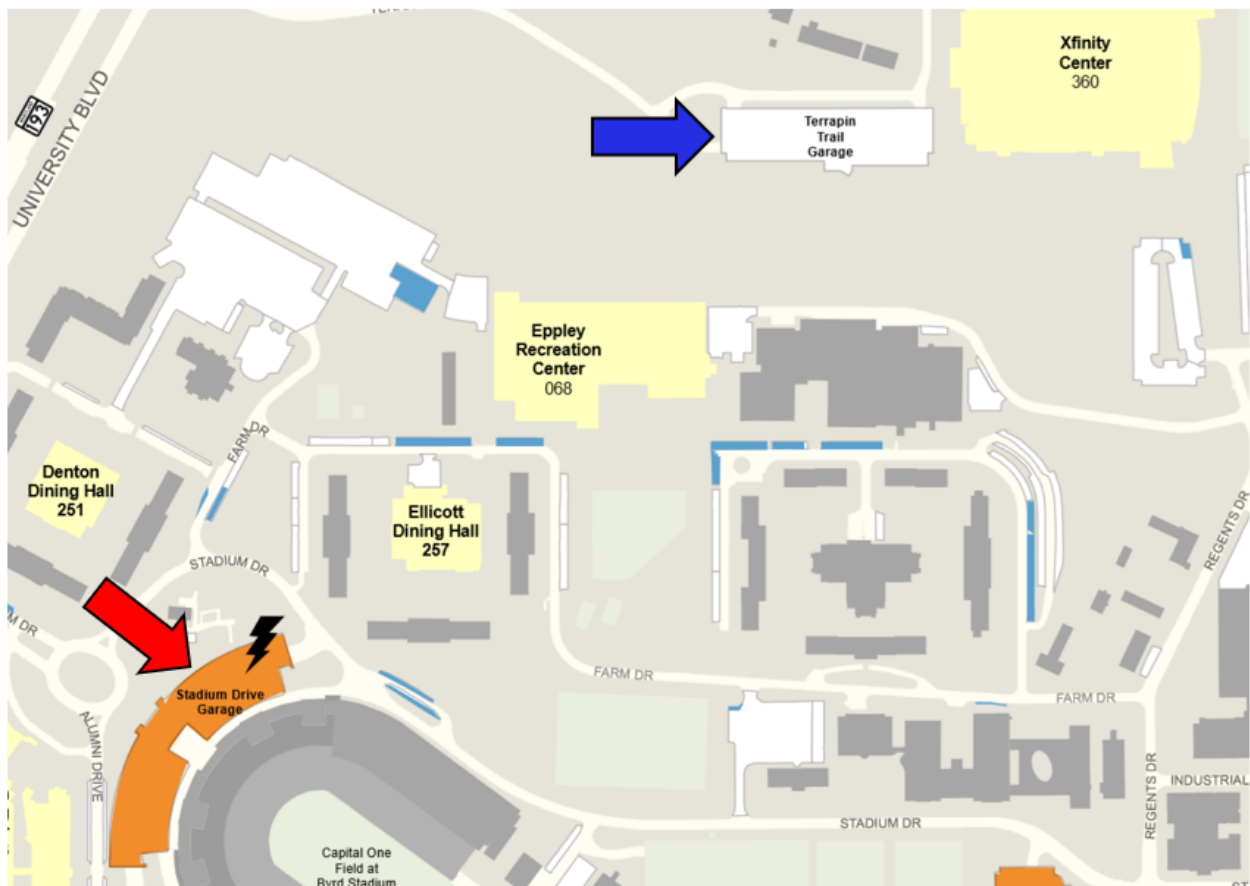 193
UNIVERSITY BLVD
Xfinity
Center
360
Terrapin
Trail
Garage
Eppley
Recreation
Center
068
FARM DR
Denton
Dining Hall
251
Ellicott
Dining Hall
257
STADIUM DR
REGENTS DR
Stadium Drive
Garage
FARM DR
FARM DR
ALUMNI DRIVE
REGENTS DR
INDUSTRIAL
STADIUM DR
Capital One
Field at
Byrd Stadium